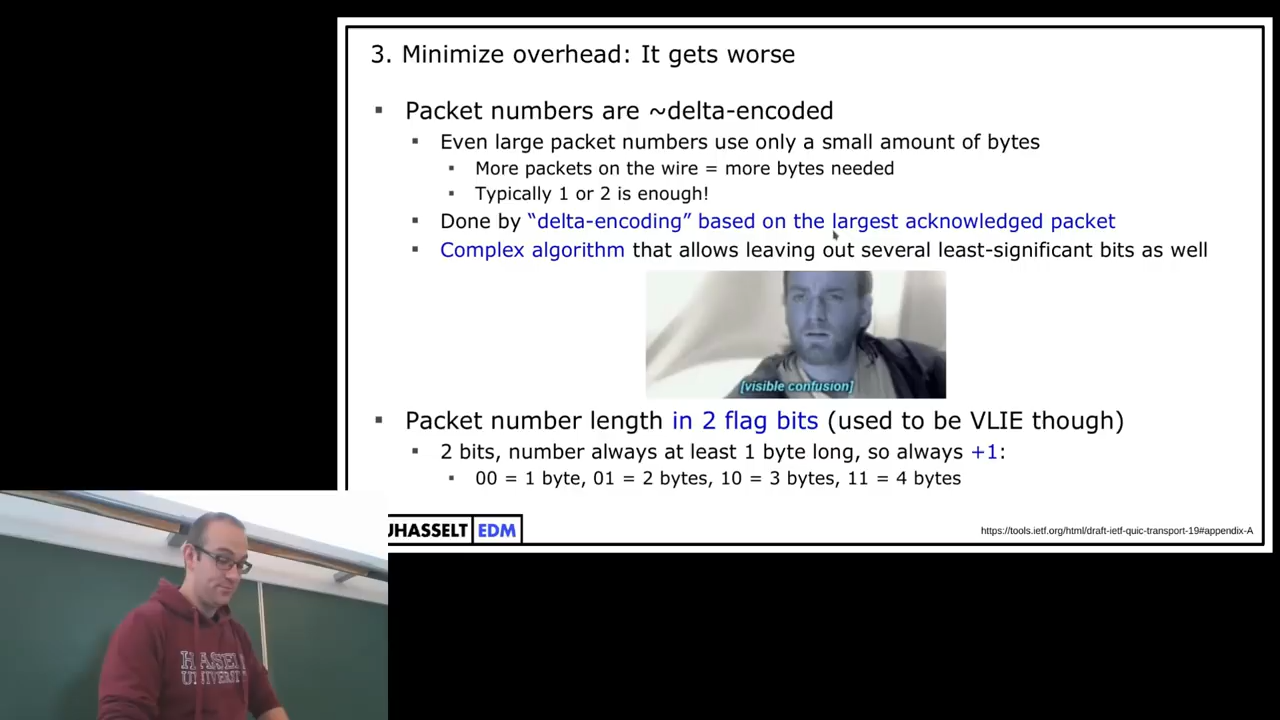 3. Minimize overhead: It gets worse
▪ Packet numbers are ~delta-encoded
▪ Even large packet numbers use only a small amount of bytes
▪ More packets on the wire = more bytes needed
▪ Typically 1 or 2 is enough!
▪ Done by “delta-encoding” based on the largest acknowledged packet
▪ Complex algorithm that allows leaving out several least-significant bits as well
[visible confusion]
▪ Packet number length in 2 flag bits (used to be VLIE though)
▪ 2 bits, number always at least 1 byte long, so always +1:
▪ 00 = 1 byte, 01 = 2 bytes, 10 = 3 bytes, 11 = 4 bytes
UHASSELT EDM
https://tools.ietf.org/html/draft-ietf-quic-transport-19#appendix-A
HASSELT
UNIVERSITY